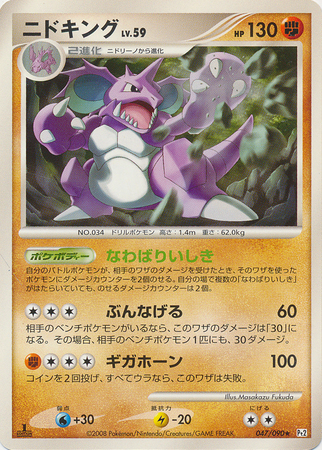 ニドキング LV.59 HP 130
2進化 ニドリーノから進化
NO.034 ドリルポケモン 高さ：1.4m 重さ：62.0kg
ポケボディー なわばりいしき
自分のバトルポケモンが、相手のワザのダメージを受けたとき、そのワザを使った
ポケモンにダメージカウンターを2個のせる。自分の場で複数の「なわばりいしき」
がはたらいていても、のせるダメージカウンターは2個。
ぶんなげる 60
相手のベンチポケモンがいるなら、このワザのダメージは「30」に
なる。その場合、相手のベンチポケモン1匹にも、30ダメージ。
ギガホーン 100
コインを2回投げ、すべてウラなら、このワザは失敗。
Illus.Masakazu Fukuda
弱点 抵抗力 にげる
+30 -20
1 EDITION ©2008 Pokémon/Nintendo/Creatures/GAME FREAK. 047/090★ Pt2